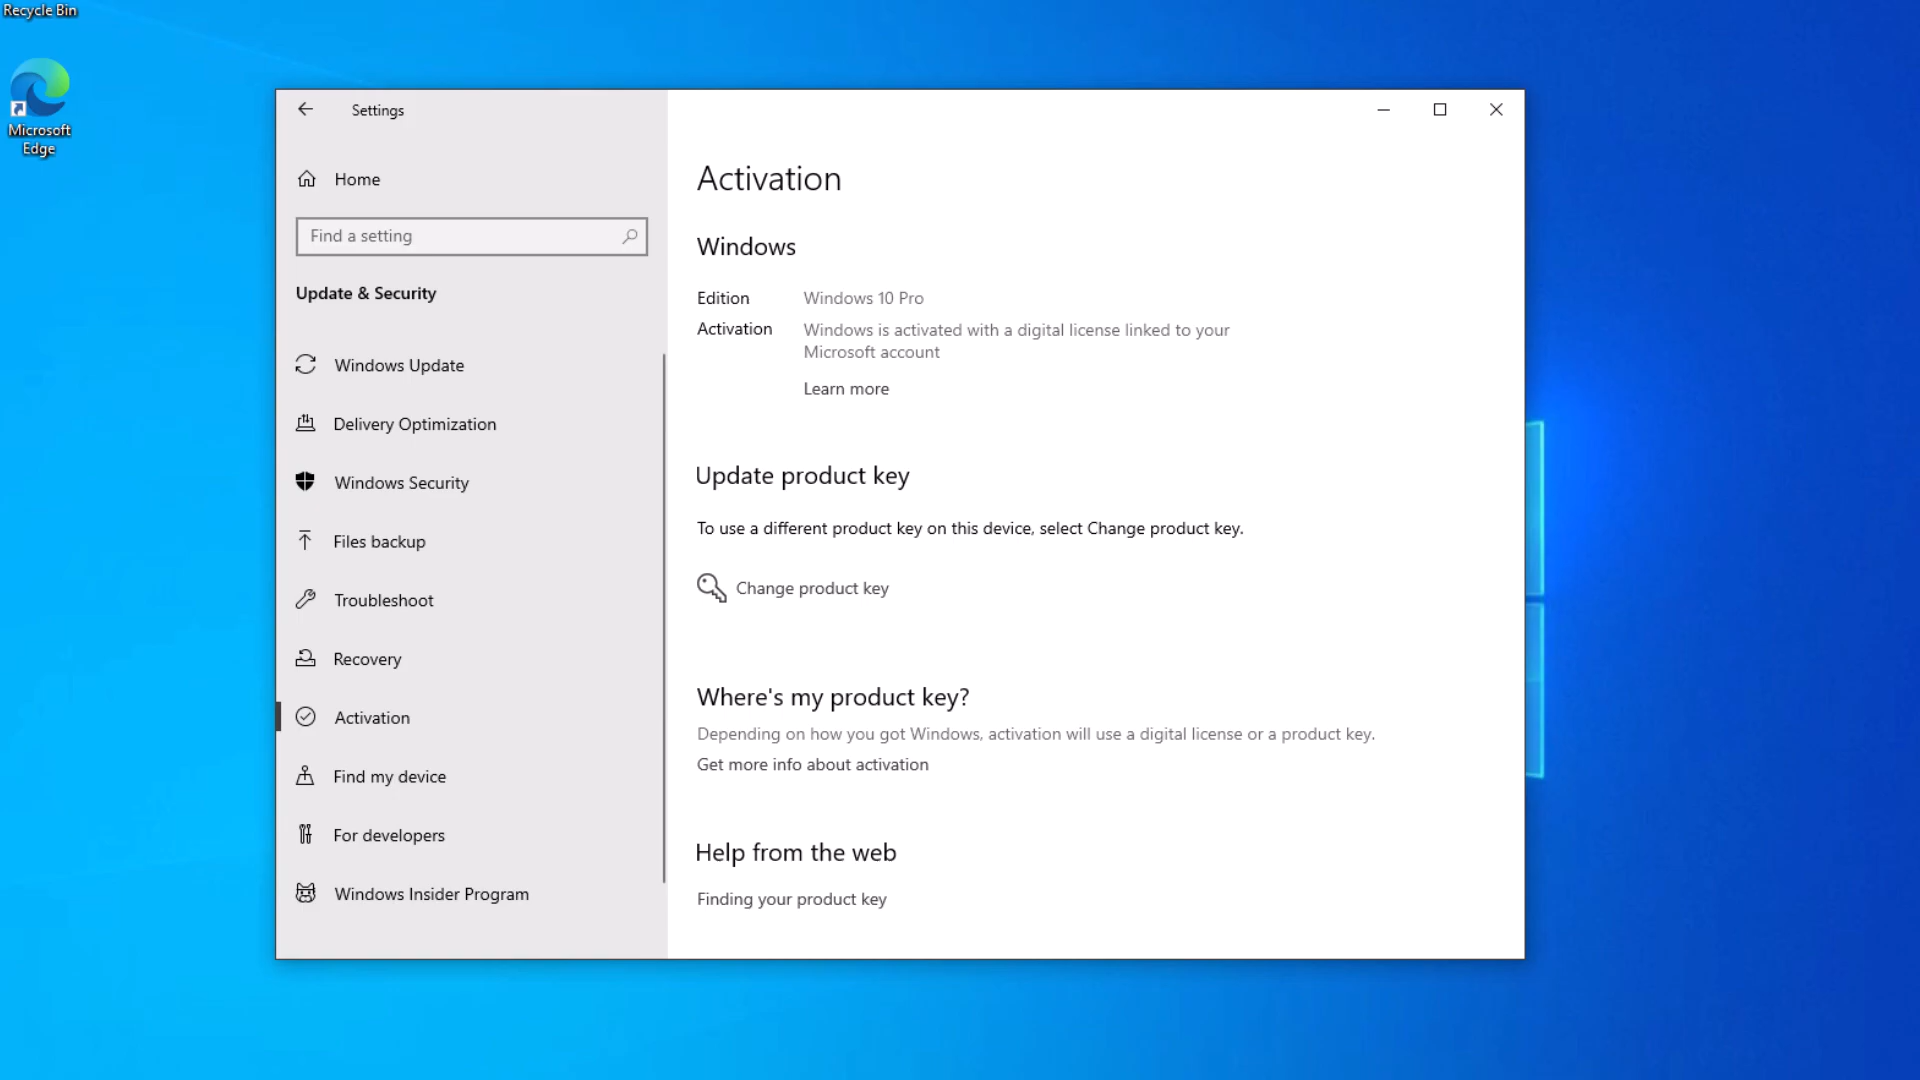 Recycle Bin
Microsoft
Edge
Settings
Home
Find a setting
Update & Security
Windows Update
Delivery Optimization
Windows Security
Files backup
Troubleshoot
Recovery
Activation
Find my device
For developers
Windows Insider Program
Activation
Windows
Edition Windows 10 Pro
Activation Windows is activated with a digital license linked to your
Microsoft account
Learn more
Update product key
To use a different product key on this device, select Change product key.
Change product key
Where's my product key?
Depending on how you got Windows, activation will use a digital license or a product key.
Get more info about activation
Help from the web
Finding your product key